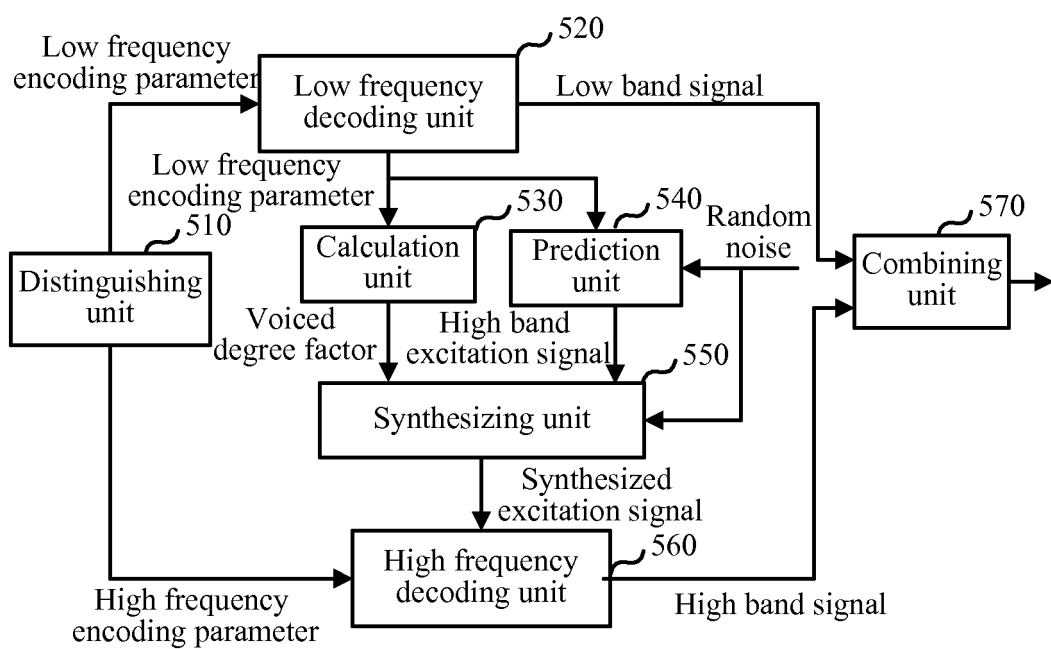 520
Low frequency
encoding parameter
Low frequency
decoding unit
Low band signal
Low frequency
encoding parameter
510
530
540
Random
noise
570
Distinguishing
unit
Calculation
unit
Prediction
unit
Combining
unit
Voiced
degree factor
High band
excitation signal
550
Synthesizing unit
Synthesized
excitation signal
560
High frequency
decoding unit
High frequency
encoding parameter
High band signal